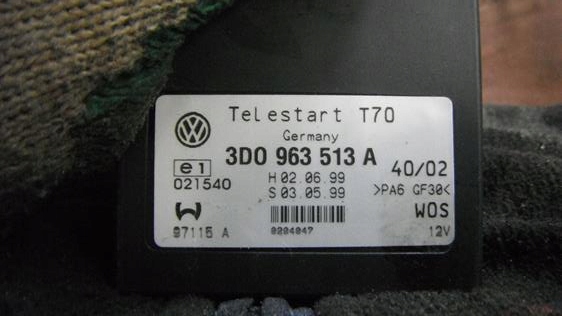 Telestart T70
Germany
3D0 963 513 A
e1
021540
H 02.06.99
S 03.05.99
40/02
>PA6 GF30<
WOS
97115 A
0204047
12V